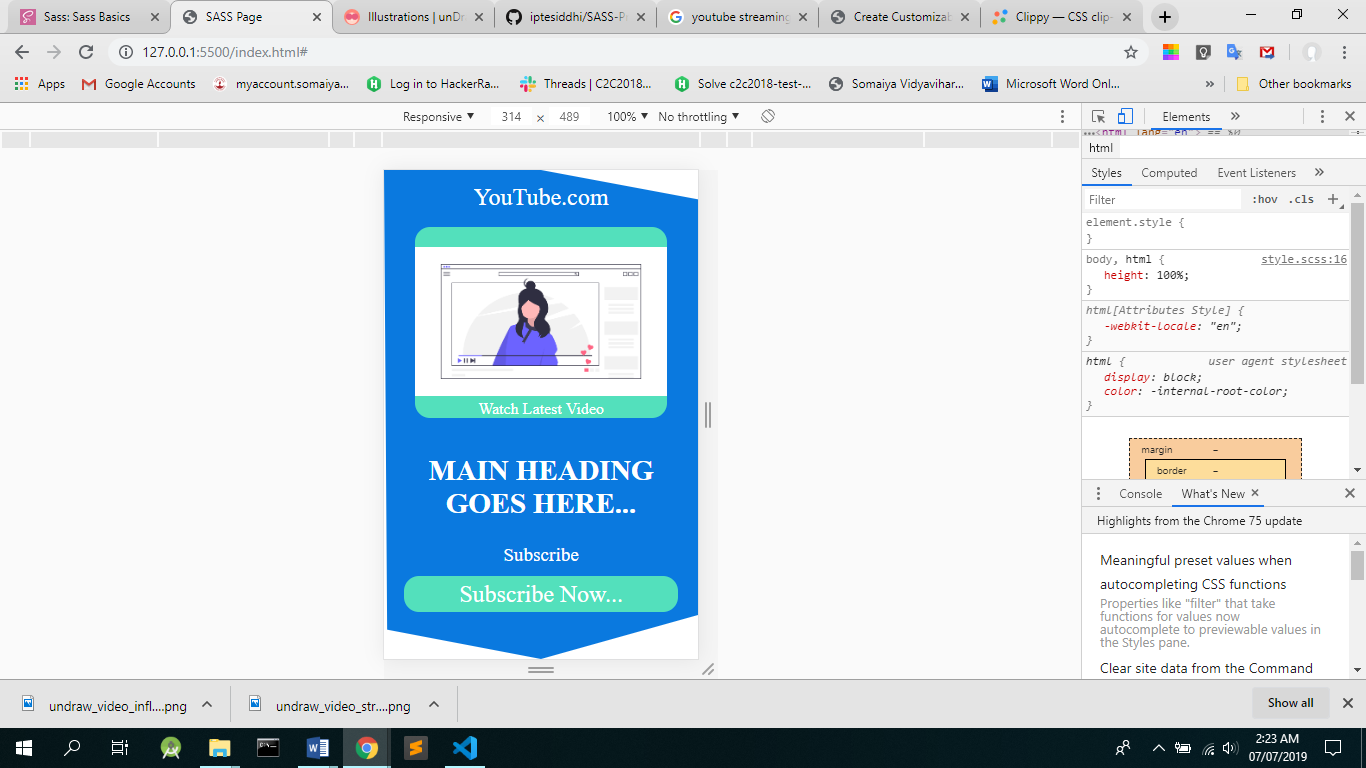 Sass: Sass Basics
SASS Page
Illustrations | unDr
iptesiddhi/SASS-P
youtube streaming
Create Customizab
Clippy — CSS clip-
127.0.0.1:5500/index.html#
Apps
Google Accounts
myaccount.somaiya...
Log in to HackerRa...
Threads | C2C2018...
Solve c2c2018-test-...
Somaiya Vidyavihar...
Microsoft Word Onl...
»
Other bookmarks
Responsive
314 × 489
100%
No throttling
Elements
»
...<html lang="en"> == $0
html
Styles
Computed
Event Listeners
»
Filter
:hov
.cls
+
element.style {
}
body, html {
style.scss:16
height: 100%;
}
html[Attributes Style] {
-webkit-locale: "en";
}
html {
user agent stylesheet
display: block;
color: -internal-root-color;
}
margin
–
border
–
Console
What's New
Highlights from the Chrome 75 update
Meaningful preset values when
autocompleting CSS functions
Properties like "filter" that take
functions for values now
autocomplete to previewable values in
the Styles pane.
Clear site data from the Command
YouTube.com
Watch Latest Video
MAIN HEADING
GOES HERE...
Subscribe
Subscribe Now...
undraw_video_infl....png
undraw_video_str....png
Show all
2:23 AM
07/07/2019